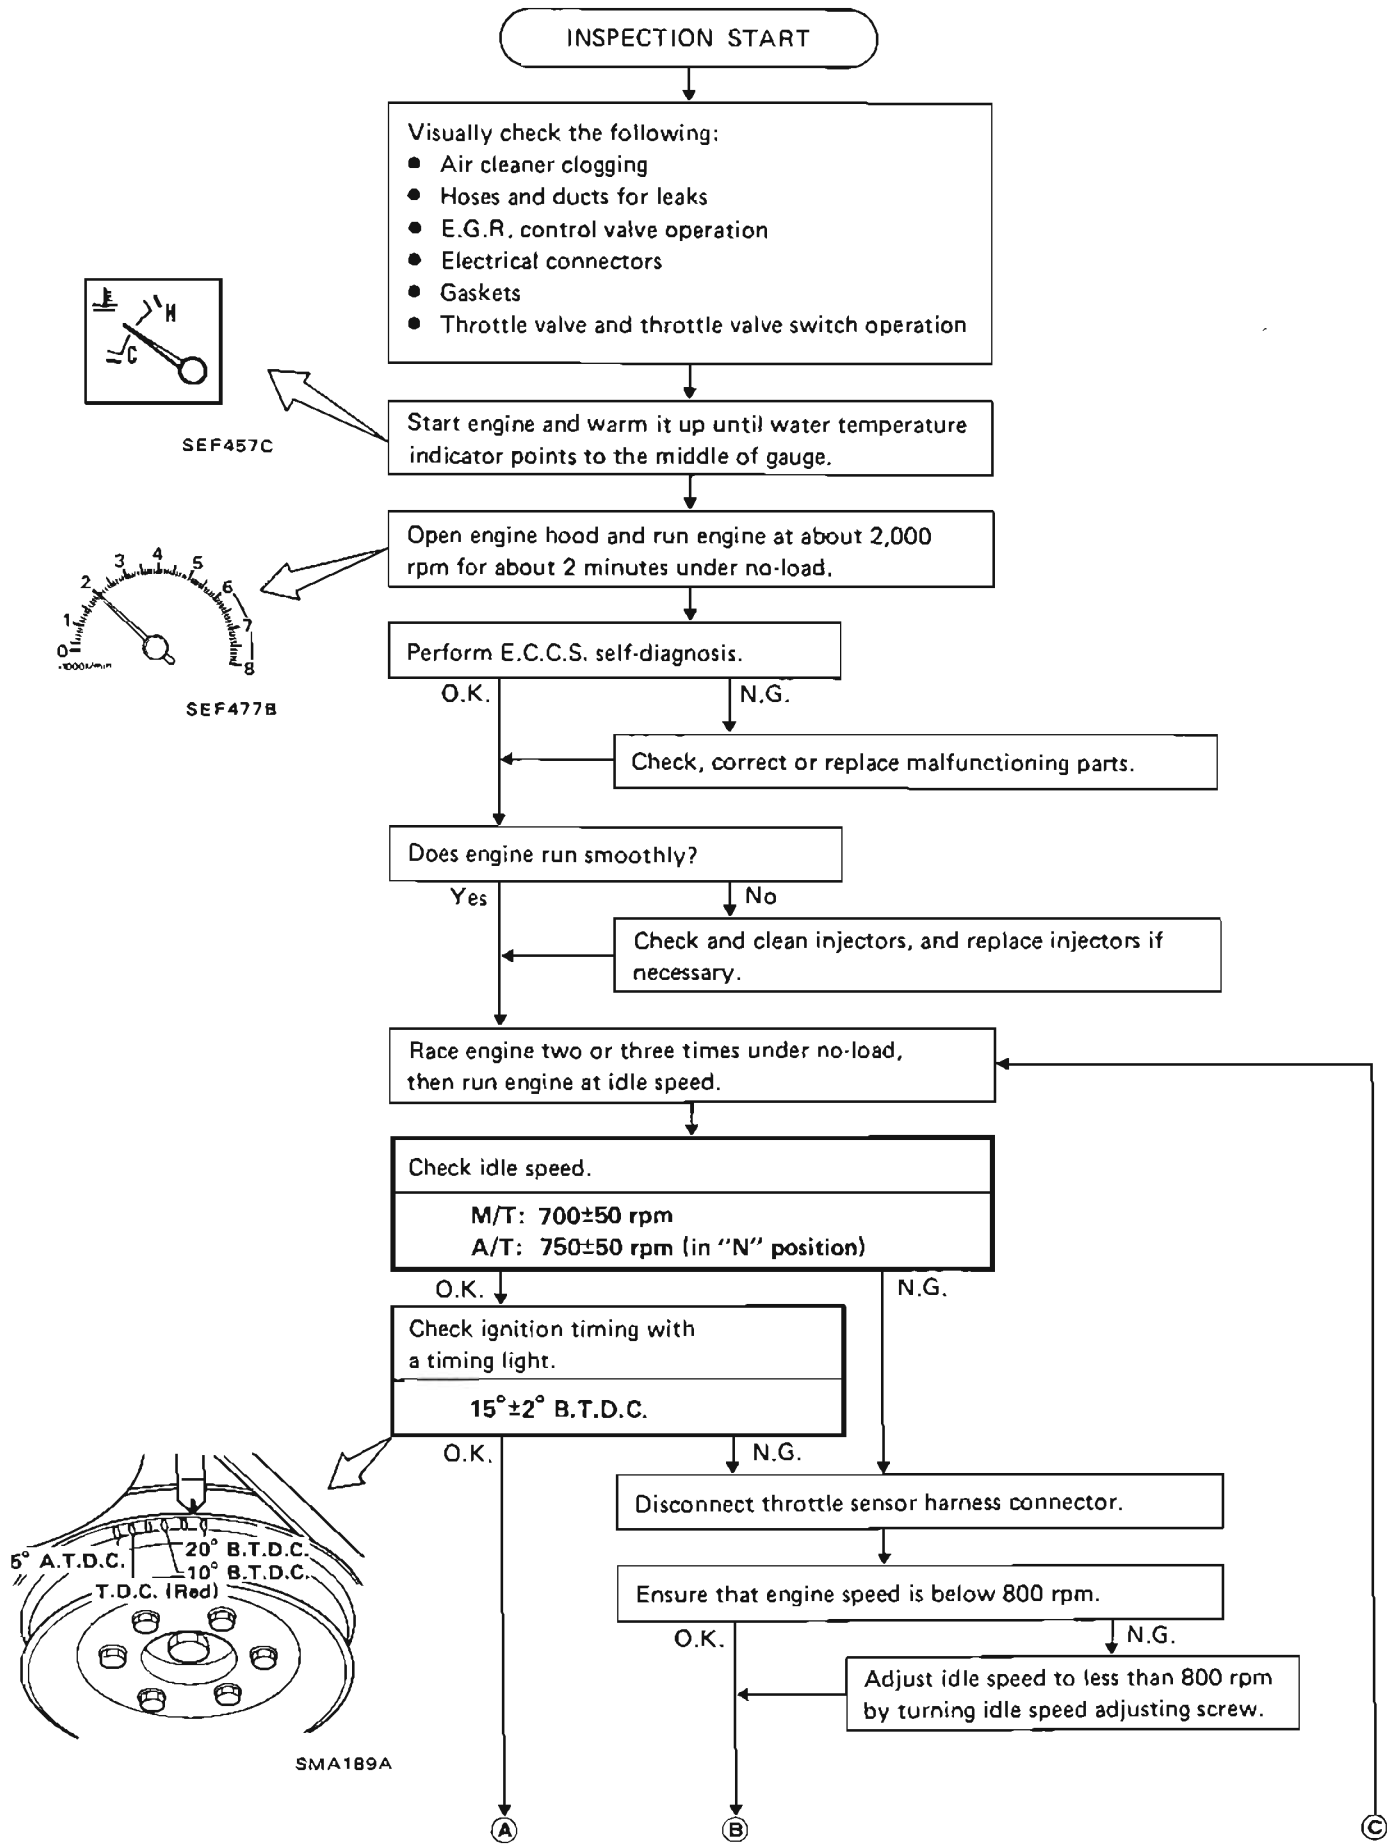 INSPECTION START
Visually check the following:
• Air cleaner clogging
• Hoses and ducts for leaks
• E.G.R. control valve operation
• Electrical connectors
• Gaskets
• Throttle valve and throttle valve switch operation
H
C
SEF457C
Start engine and warm it up until water temperature
indicator points to the middle of gauge.
Open engine hood and run engine at about 2,000
rpm for about 2 minutes under no-load.
0
1
2
3
4
5
6
7
8
SEF477B
Perform E.C.C.S. self-diagnosis.
O.K.
N.G.
Check, correct or replace malfunctioning parts.
Does engine run smoothly?
Yes
No
Check and clean injectors, and replace injectors if
necessary.
Race engine two or three times under no-load,
then run engine at idle speed.
Check idle speed.
M/T: 700±50 rpm
A/T: 750±50 rpm (in "N" position)
O.K.
N.G.
Check ignition timing with
a timing light.
15°±2° B.T.D.C.
O.K.
N.G.
Disconnect throttle sensor harness connector.
20° B.T.D.C.
5° A.T.D.C.
10° B.T.D.C.
T.D.C. (Red)
SMA189A
Ensure that engine speed is below 800 rpm.
O.K.
N.G.
Adjust idle speed to less than 800 rpm
by turning idle speed adjusting screw.
A
B
C